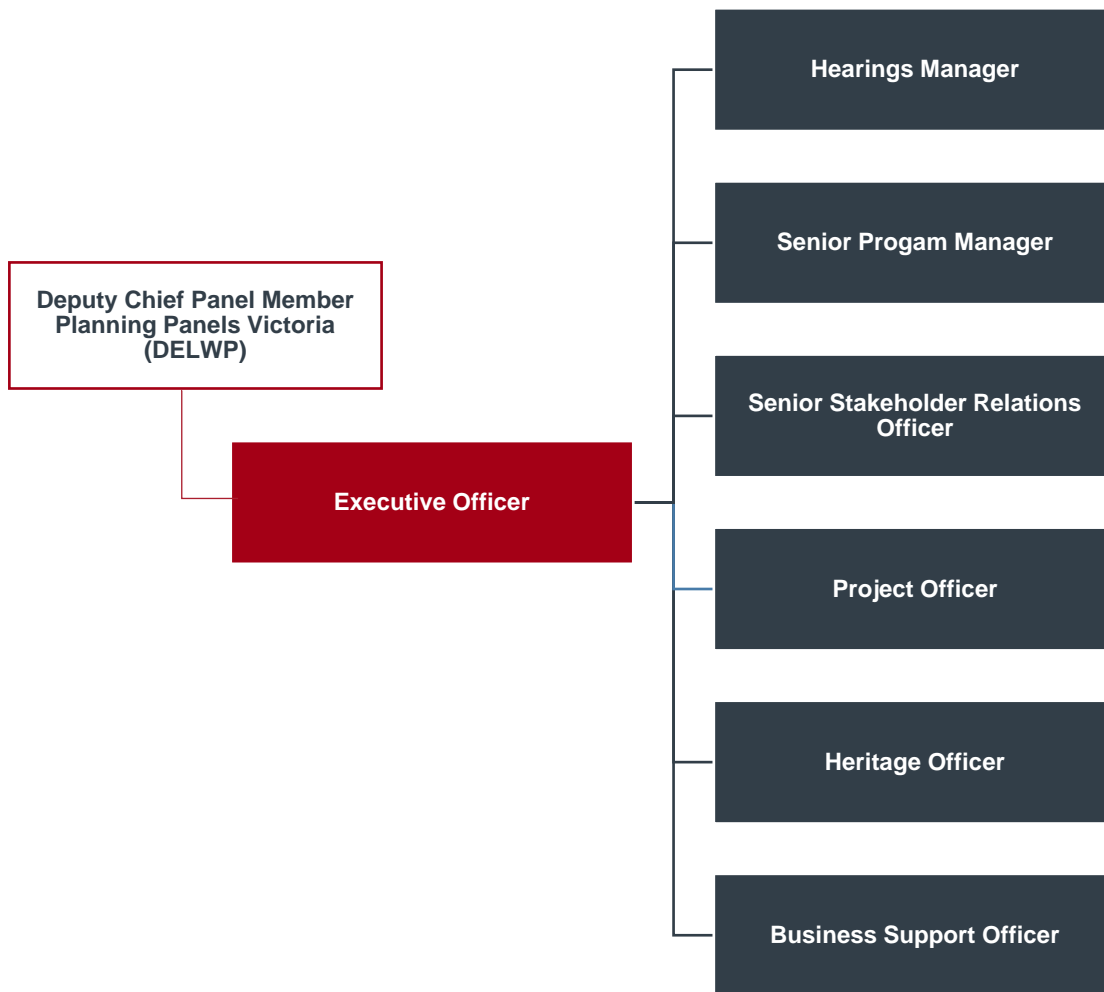 Hearings Manager
Senior Progam Manager
Deputy Chief Panel Member
Planning Panels Victoria
(DELWP)
Senior Stakeholder Relations
Officer
Executive Officer
Project Officer
Heritage Officer
Business Support Officer